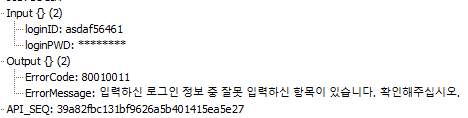 Input {} (2)
loginID: asdaf56461
loginPWD: ********
Output {} (2)
ErrorCode: 80010011
ErrorMessage: 입력하신 로그인 정보 중 잘못 입력하신 항목이 있습니다. 확인해주십시오.
API_SEQ: 39a82fbc131bf9626a5b401415ea5e27